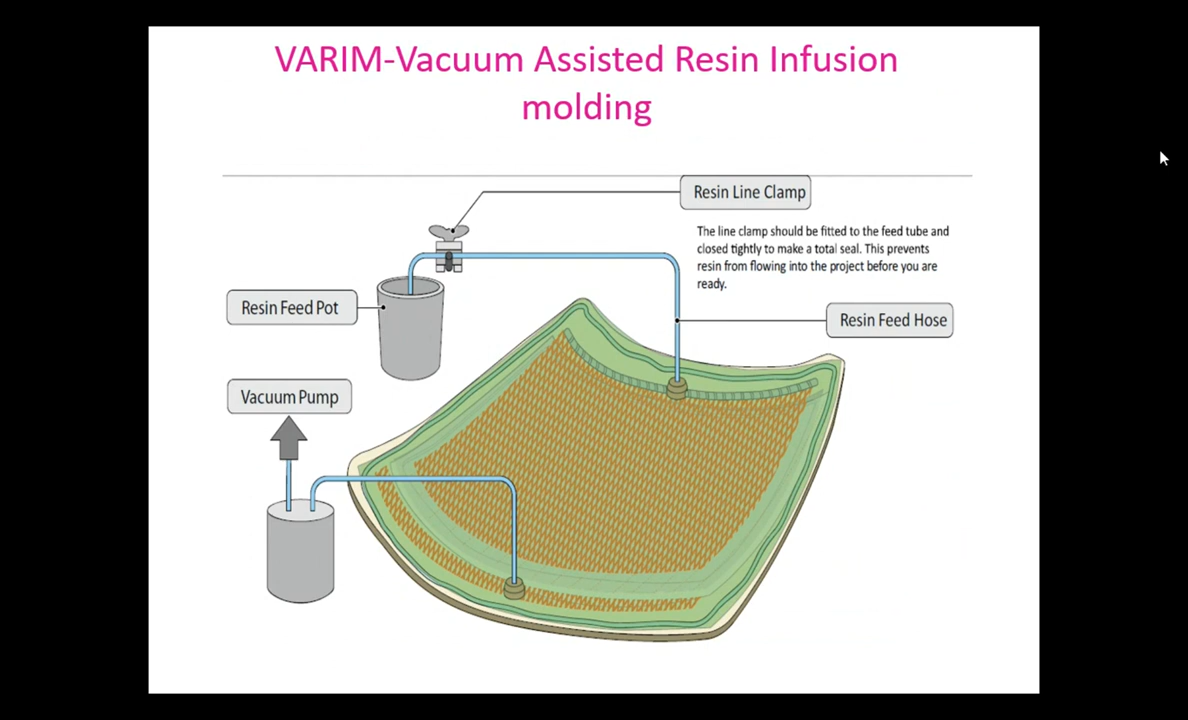 VARIM-Vacuum Assisted Resin Infusion
molding
Resin Line Clamp
The line clamp should be fitted to the feed tube and
closed tightly to make a total seal. This prevents
resin from flowing into the project before you are
ready.
Resin Feed Pot
Resin Feed Hose
Vacuum Pump